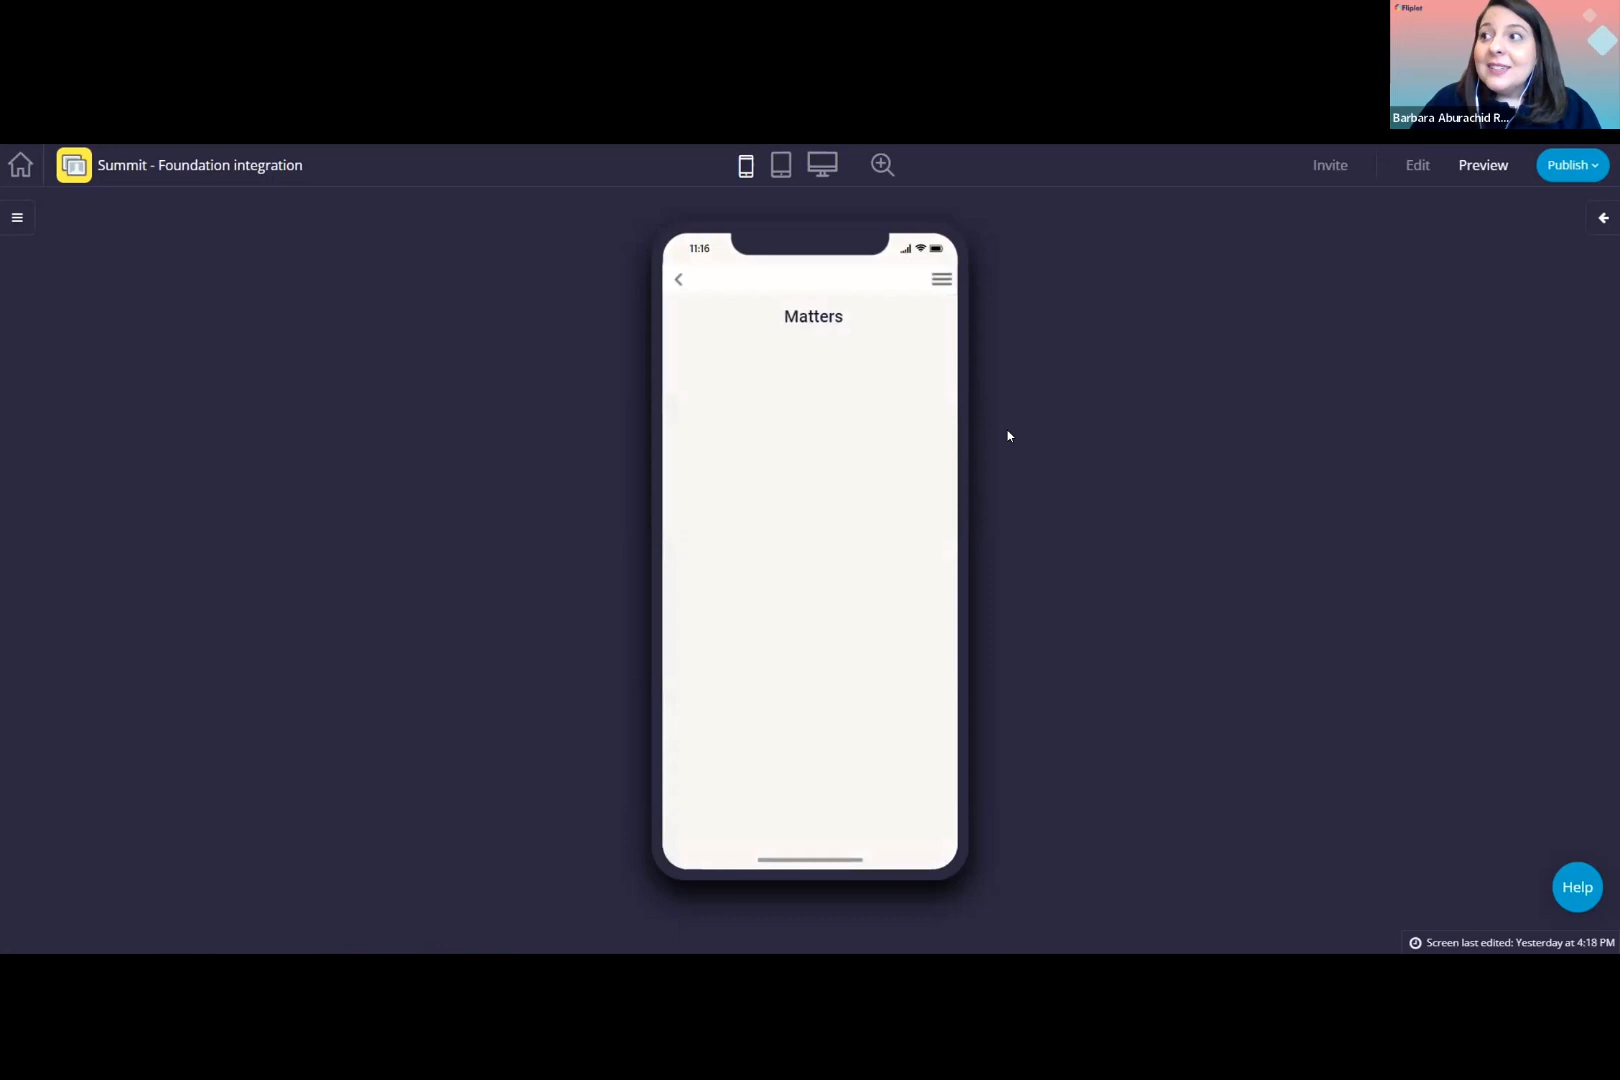 Fliplet
Barbara Aburachid R...
Summit - Foundation integration
Invite
Edit
Preview
Publish
11:16
Matters
Help
Screen last edited: Yesterday at 4:18 PM